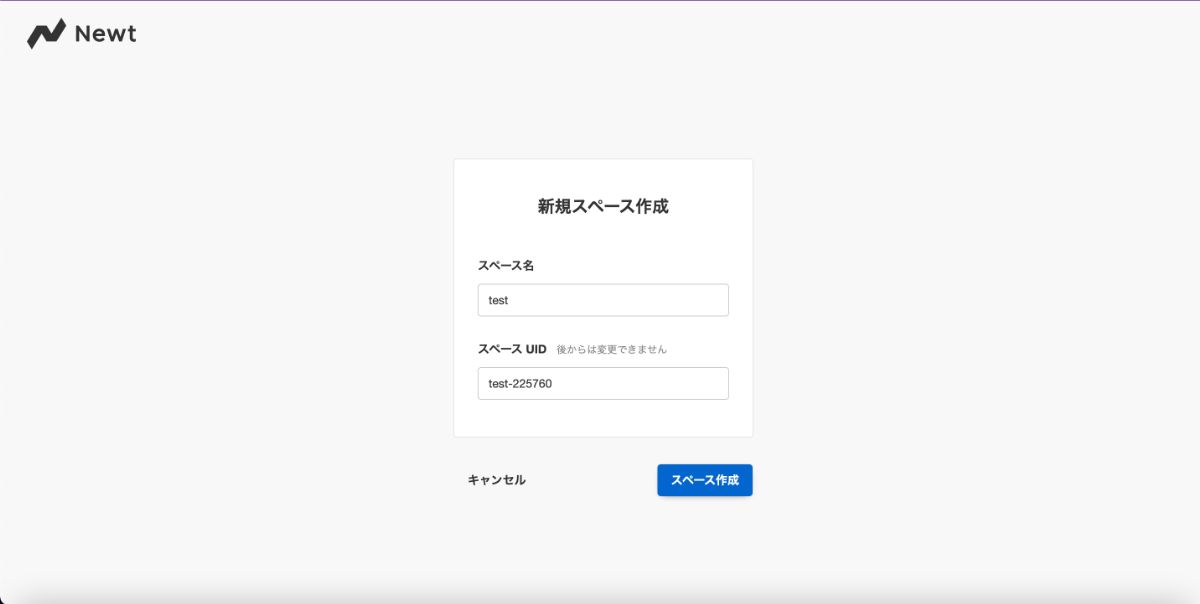 Newt
新規スペース作成
スペース名
test
スペース UID 後からは変更できません
test-225760
キャンセル
スペース作成